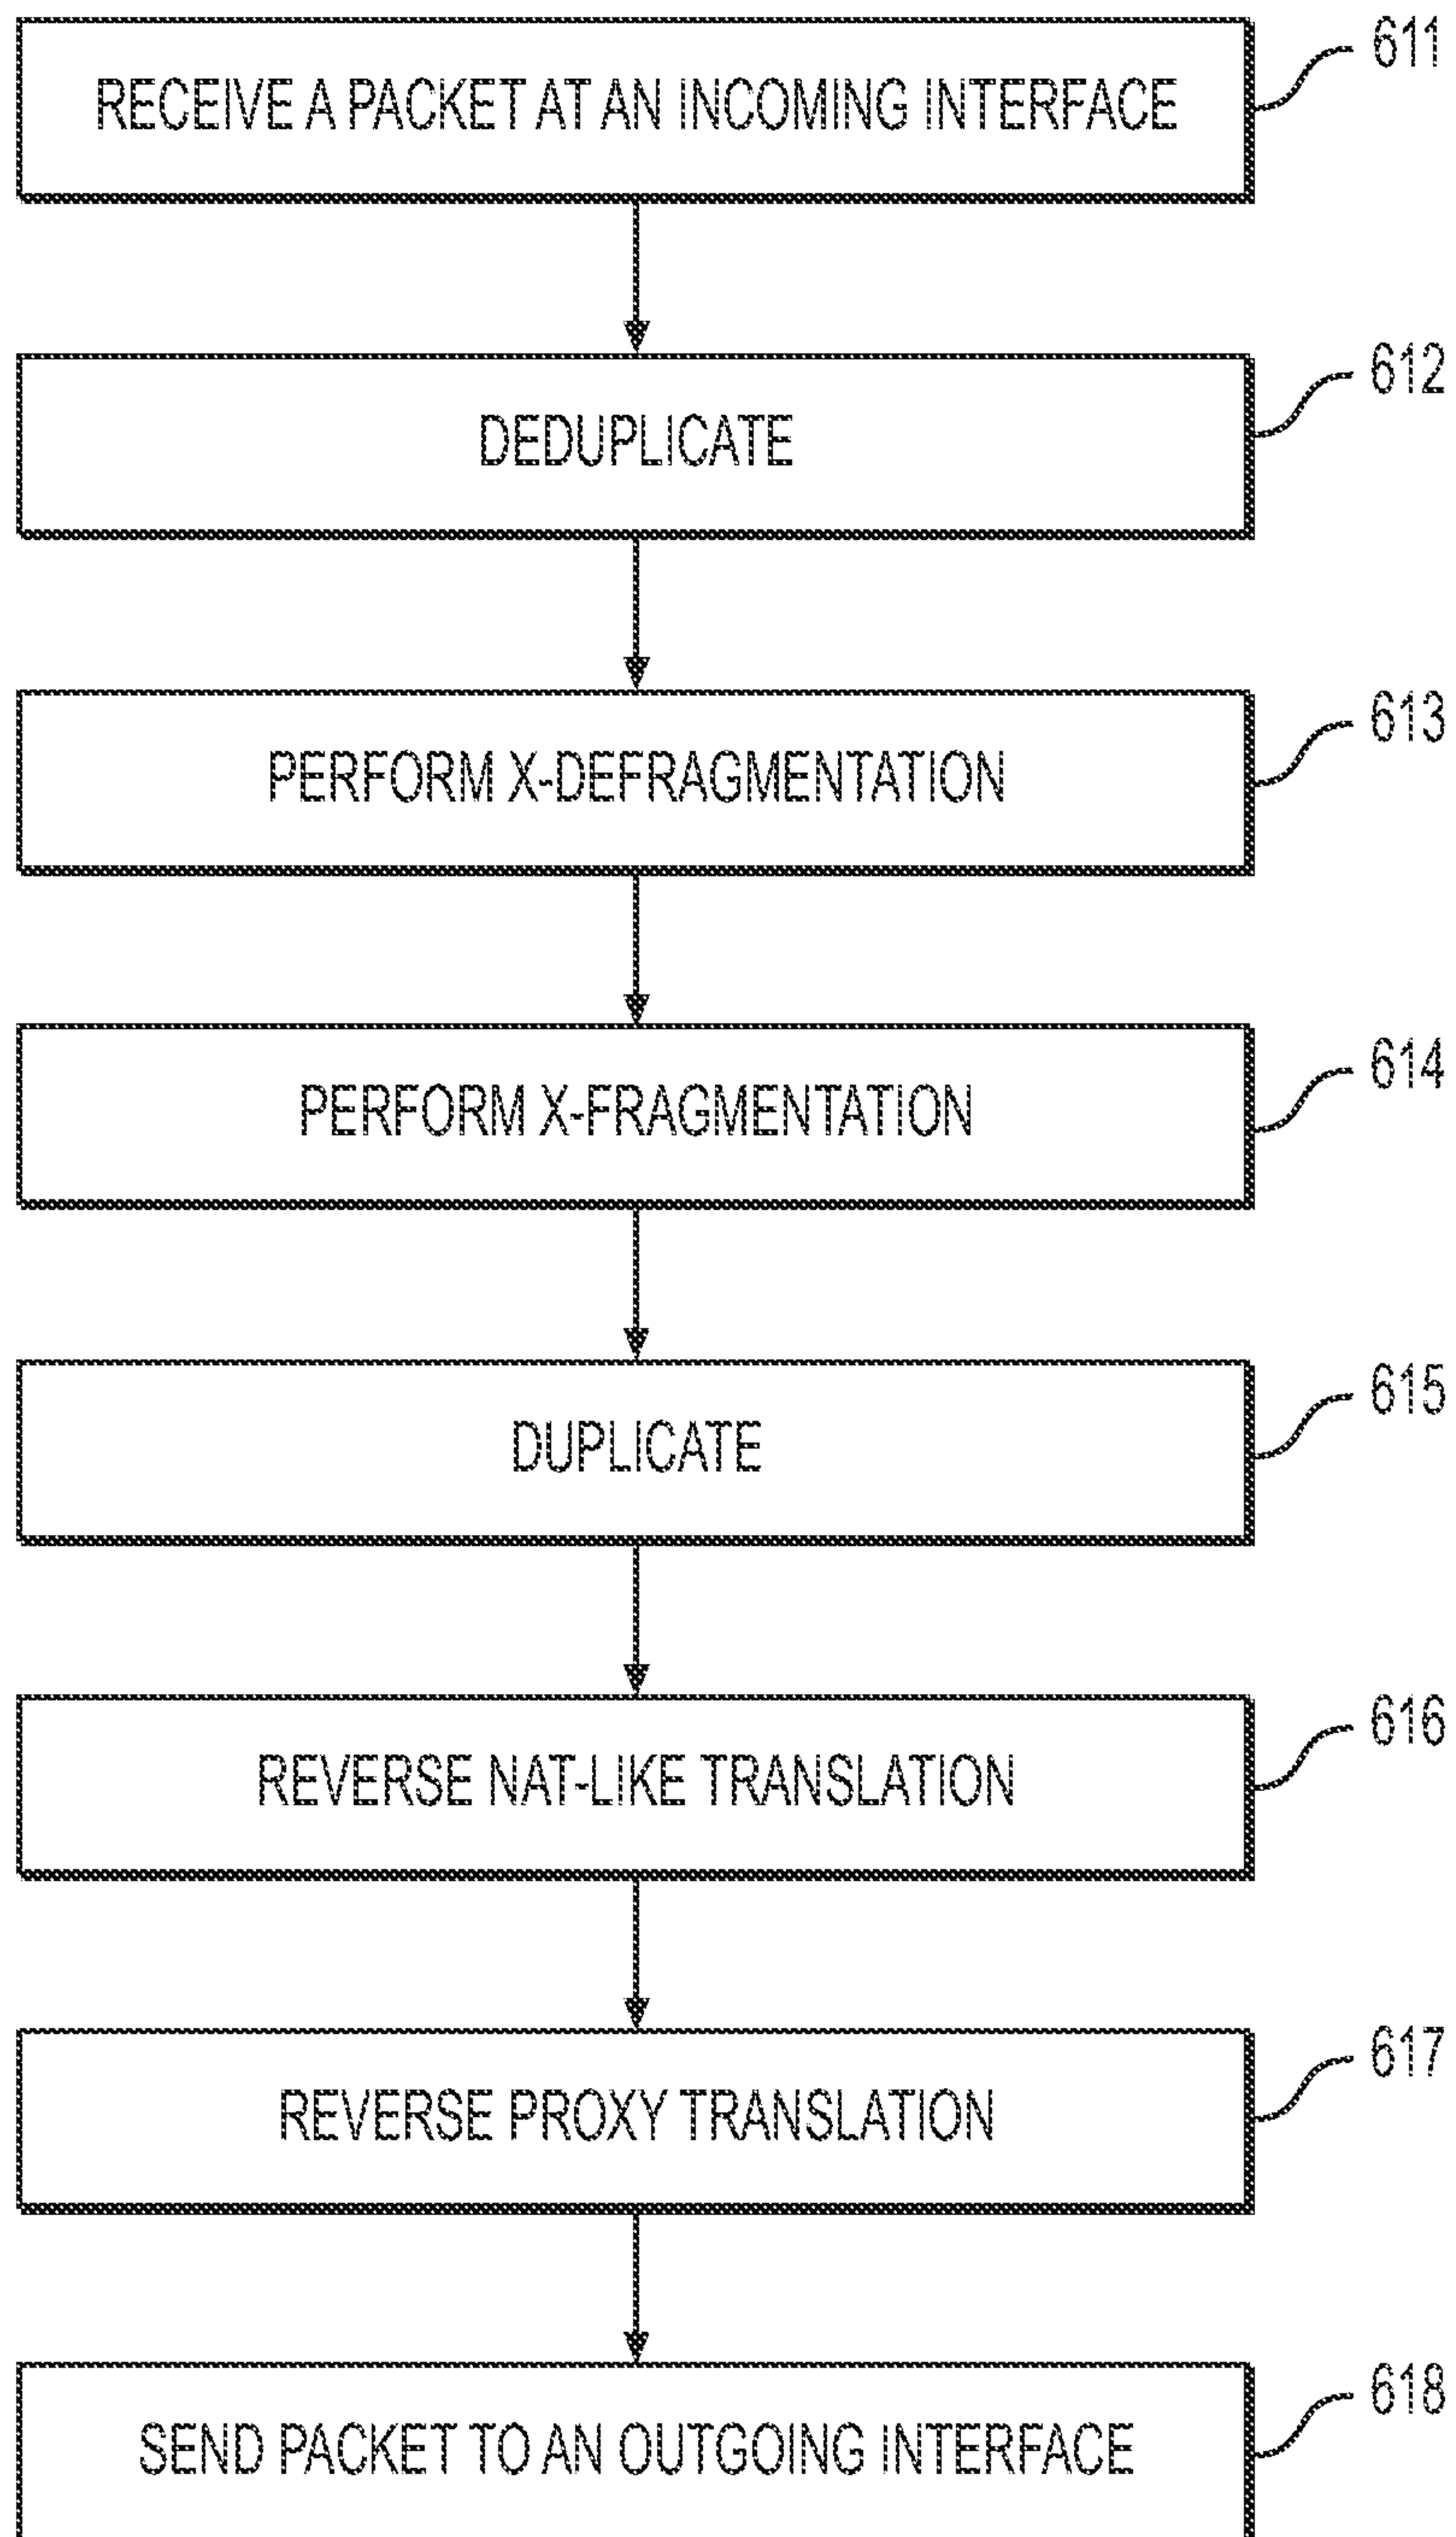 RECEIVE A PACKET AT AN INCOMING INTERFACE
611
DEDUPLICATE
612
PERFORM X-DEFRAGMENTATION
613
PERFORM X-FRAGMENTATION
614
DUPLICATE
615
REVERSE NAT-LIKE TRANSLATION
616
REVERSE PROXY TRANSLATION
617
SEND PACKET TO AN OUTGOING INTERFACE
618